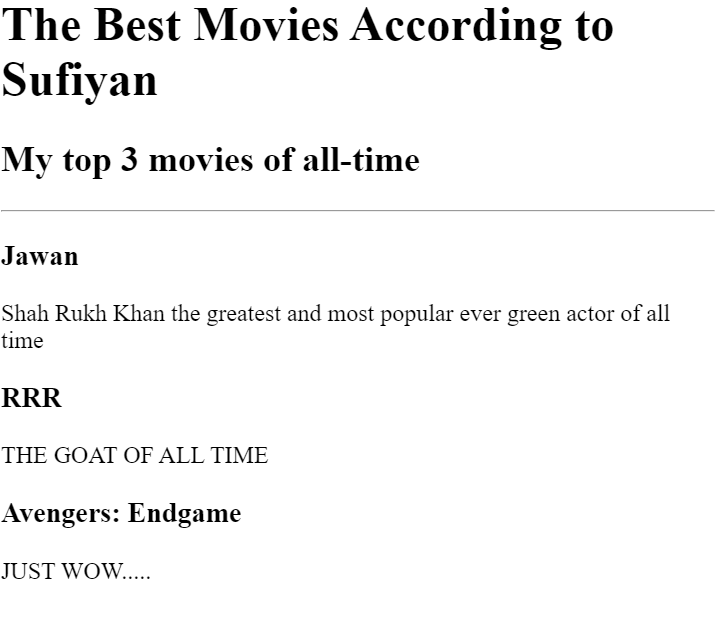 The Best Movies According to
Sufiyan
My top 3 movies of all-time
Jawan
Shah Rukh Khan the greatest and most popular ever green actor of all
time
RRR
THE GOAT OF ALL TIME
Avengers: Endgame
JUST WOW.....